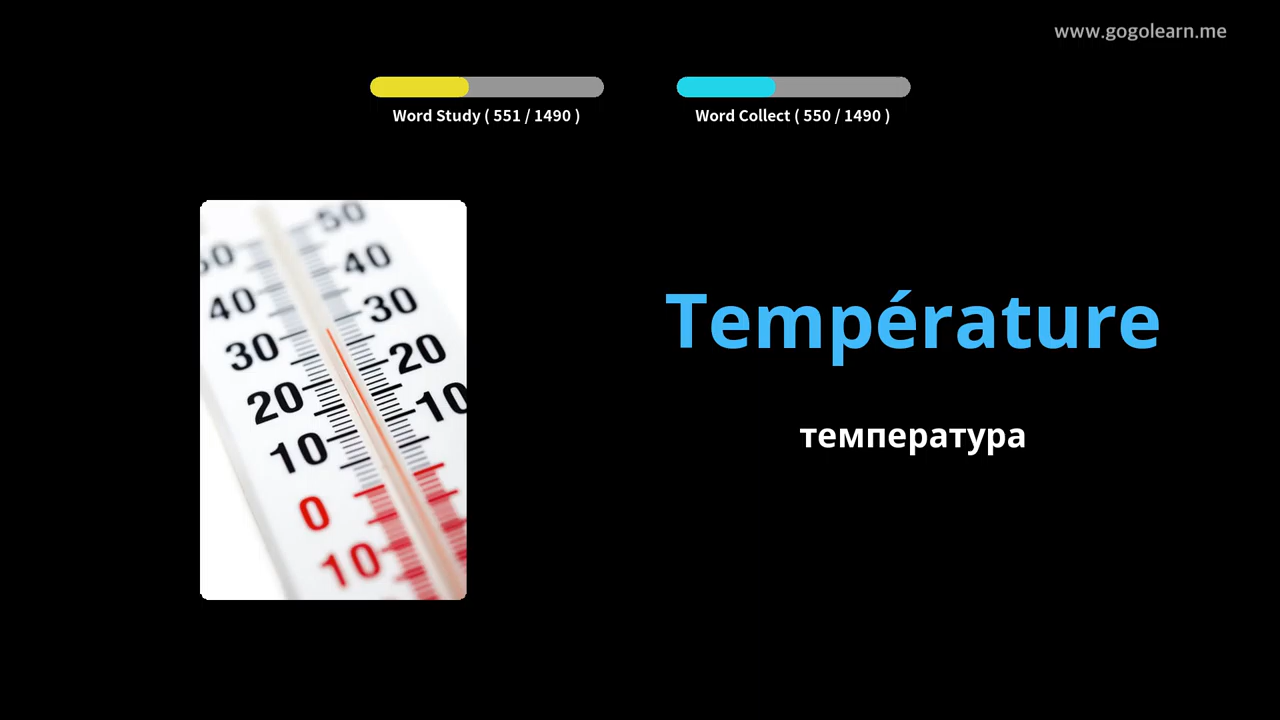 www.gogolearn.me
Word Study ( 551 / 1490 )
Word Collect ( 550 / 1490 )
50
40
30
20
10
50
40
30
20
10
0
10
Température
температура